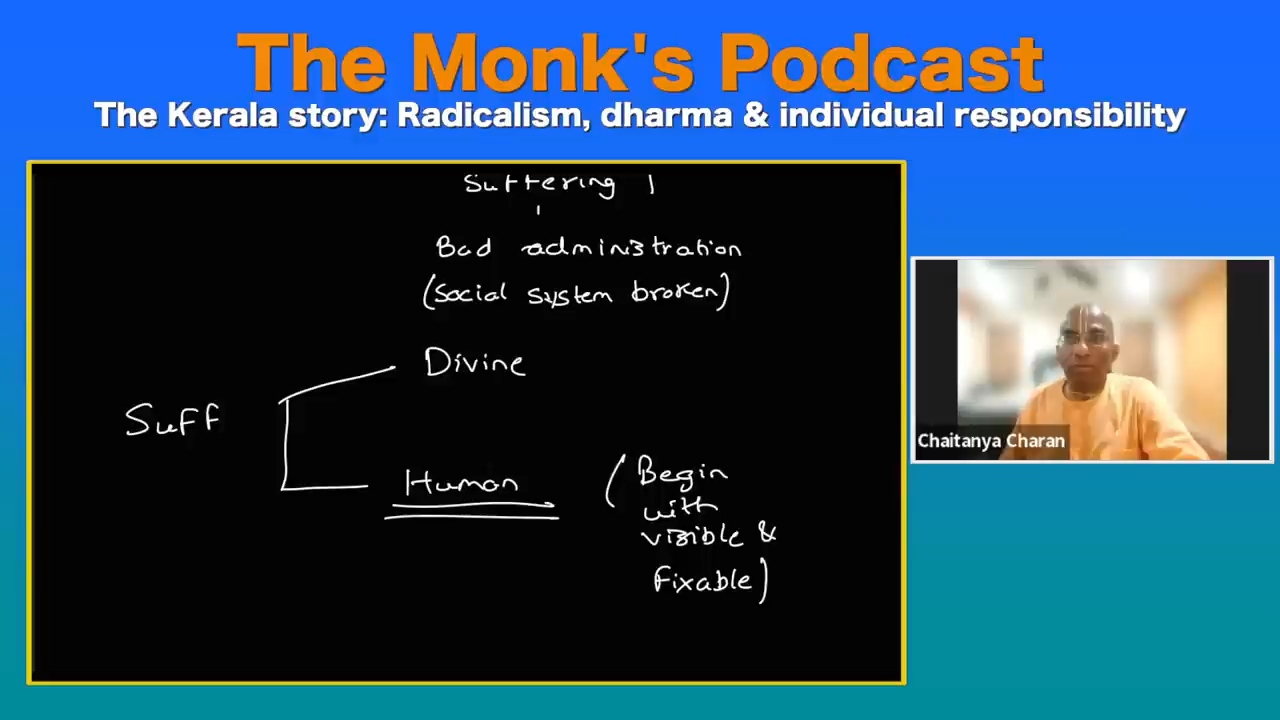 The Monk's Podcast
The Kerala story: Radicalism, dharma & individual responsibility
Suffering 1
Bad administration
(social system broken)
Divine
Suff
Human
(Begin
with
visible &
fixable)
Chaitanya Charan